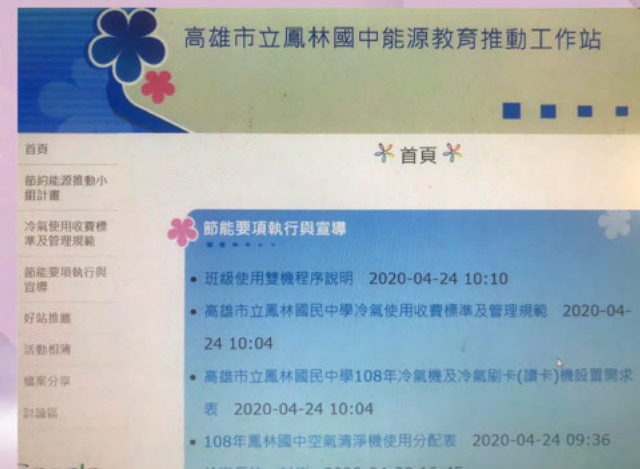 高雄市立鳳林國中能源教育推動工作站
首頁
首頁
節約能源推動小
組計畫
冷氣使用收費標
準及管理規範
節能要項執行與
宣導
好站推薦
活動相簿
檔案分享
討論區
節能要項執行與宣導
班級使用雙機程序說明 2020-04-24 10:10
高雄市立鳳林國民中學冷氣使用收費標準及管理規範 2020-04-
24 10:04
高雄市立鳳林國民中學108年冷氣機及冷氣刷卡(讀卡)機設置需求
表 2020-04-24 10:04
108年鳳林國中空氣清淨機使用分配表 2020-04-24 09:36